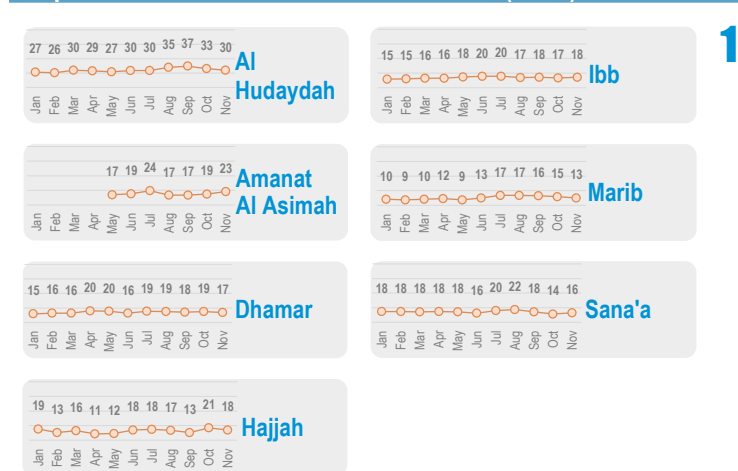 27 26 30 29 27 30 30 35 37 33 30
Al
Hudaydah
Jan Feb Mar Apr May Jun Jul Aug Sep Oct Nov
15 15 16 16 18 20 20 17 18 17 18
Ibb
Jan Feb Mar Apr May Jun Jul Aug Sep Oct Nov
1
17 19 24 17 17 19 23
Amanat
Al Asimah
Jan Feb Mar Apr May Jun Jul Aug Sep Oct Nov
10 9 10 12 9 13 17 17 16 15 13
Marib
Jan Feb Mar Apr May Jun Jul Aug Sep Oct Nov
15 16 16 20 20 16 19 19 18 19 17
Dhamar
Jan Feb Mar Apr May Jun Jul Aug Sep Oct Nov
18 18 18 18 18 16 20 22 18 14 16
Sana'a
Jan Feb Mar Apr May Jun Jul Aug Sep Oct Nov
19 13 16 11 12 18 18 17 13 21 18
Hajjah
Jan Feb Mar Apr May Jun Jul Aug Sep Oct Nov